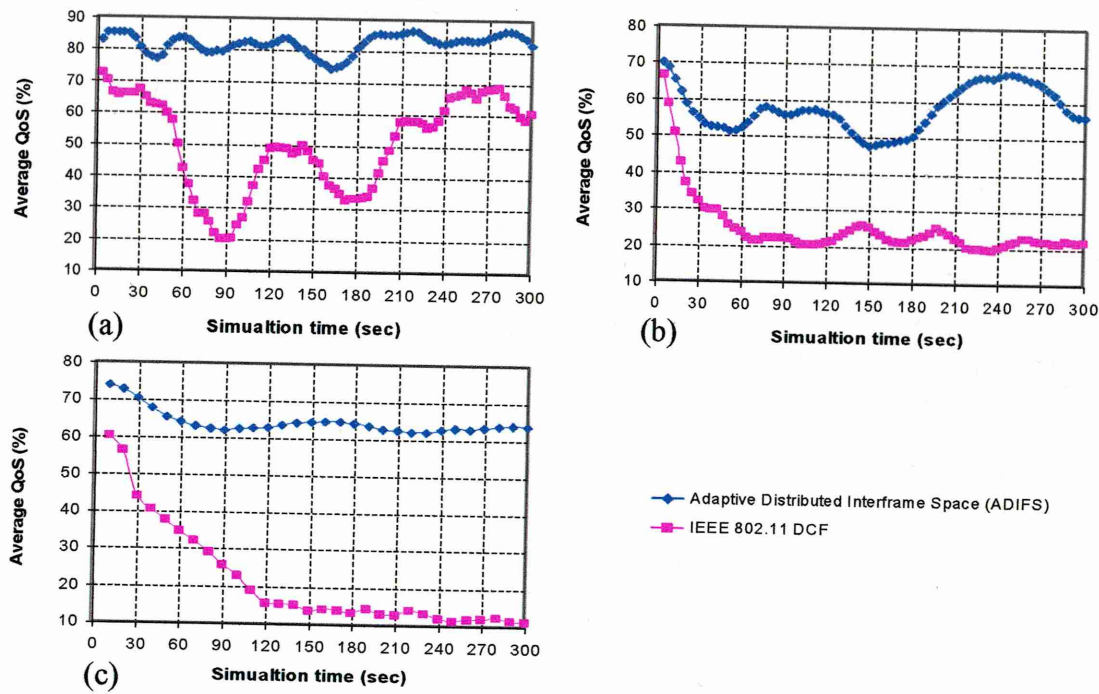 Average QoS (%)
90
80
70
60
50
40
30
20
10
0 30 60 90 120 150 180 210 240 270 300
(a)
Simualtion time (sec)
Average QoS (%)
80
70
60
50
40
30
20
10
0 30 60 90 120 150 180 210 240 270 300
(b)
Simualtion time (sec)
Average QoS (%)
80
70
60
50
40
30
20
10
0 30 60 90 120 150 180 210 240 270 300
(c)
Simualtion time (sec)
Adaptive Distributed Interframe Space (ADIFS)
IEEE 802.11 DCF